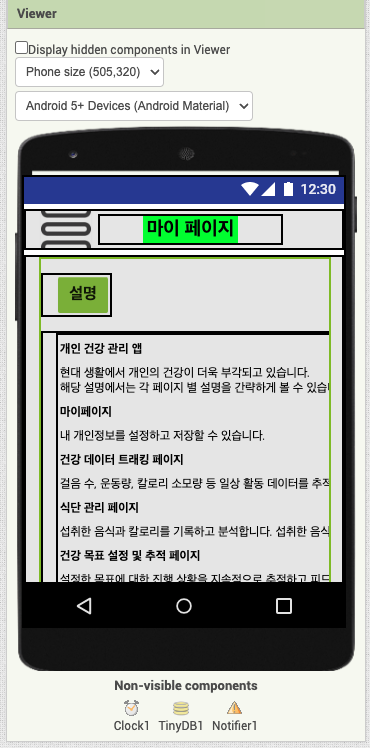 Viewer
Display hidden components in Viewer
Phone size (505,320)
Android 5+ Devices (Android Material)
12:30
마이 페이지
설명
개인 건강 관리 앱
현대 생활에서 개인의 건강이 더욱 부각되고 있습니다.
해당 설명에서는 각 페이지 별 설명을 간략하게 볼 수 있습
마이페이지
내 개인정보를 설정하고 저장할 수 있습니다.
건강 데이터 트래킹 페이지
걸음 수, 운동량, 칼로리 소모량 등 일상 활동 데이터를 추적
식단 관리 페이지
섭취한 음식과 칼로리를 기록하고 분석합니다. 섭취한 음식
건강 목표 설정 및 추적 페이지
설정한 목표에 대한 진행 상황을 지속적으로 추적하고 피드
Non-visible components
Clock1 TinyDB1 Notifier1